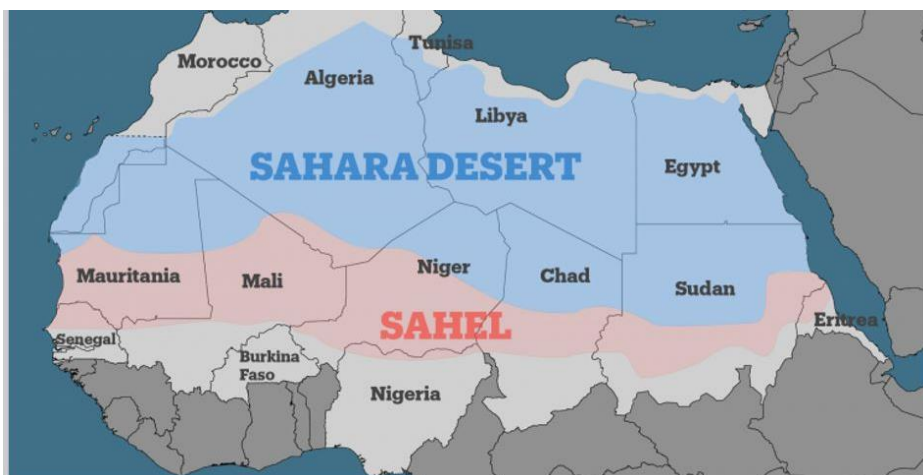 Tunisa
Morocco
Algeria
Libya
SAHARA DESERT
Egypt
Mauritania
Mali
Niger
Chad
Sudan
SAHEL
Eritrea
Senegal
Burkina
Faso
Nigeria